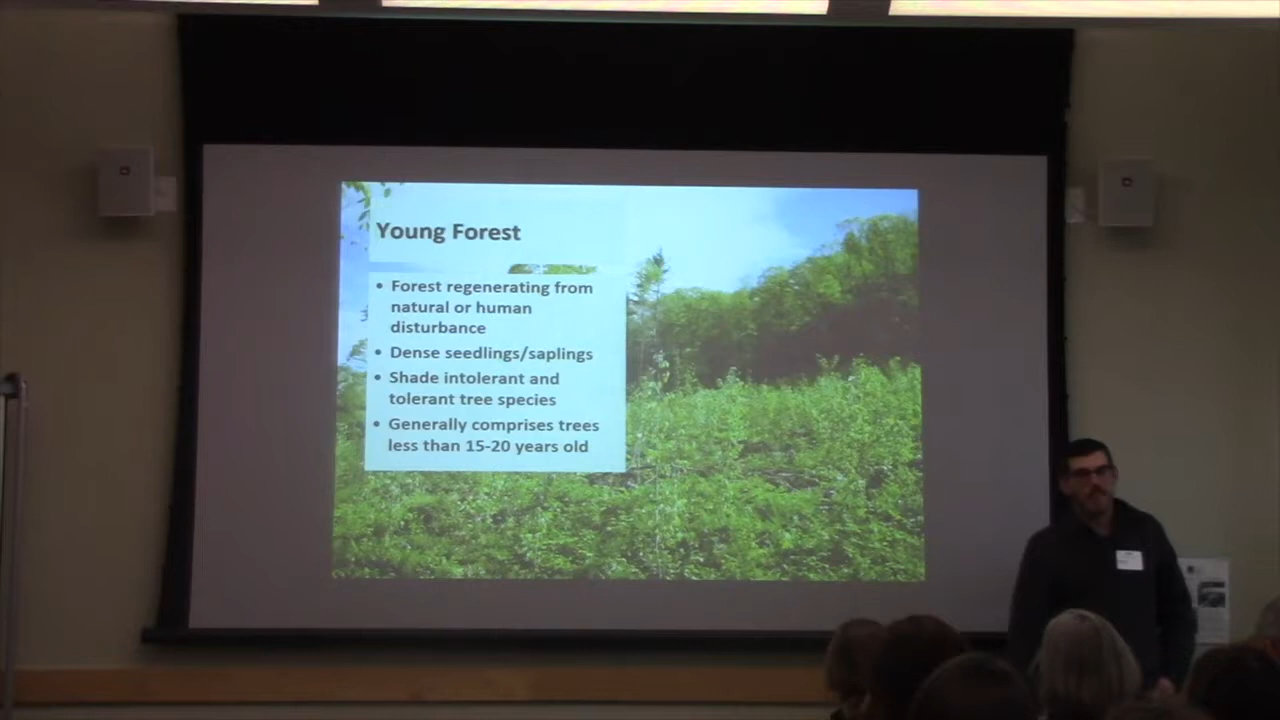 Young Forest
• Forest regenerating from
natural or human
disturbance
• Dense seedlings/saplings
• Shade intolerant and
tolerant tree species
• Generally comprises trees
less than 15-20 years old